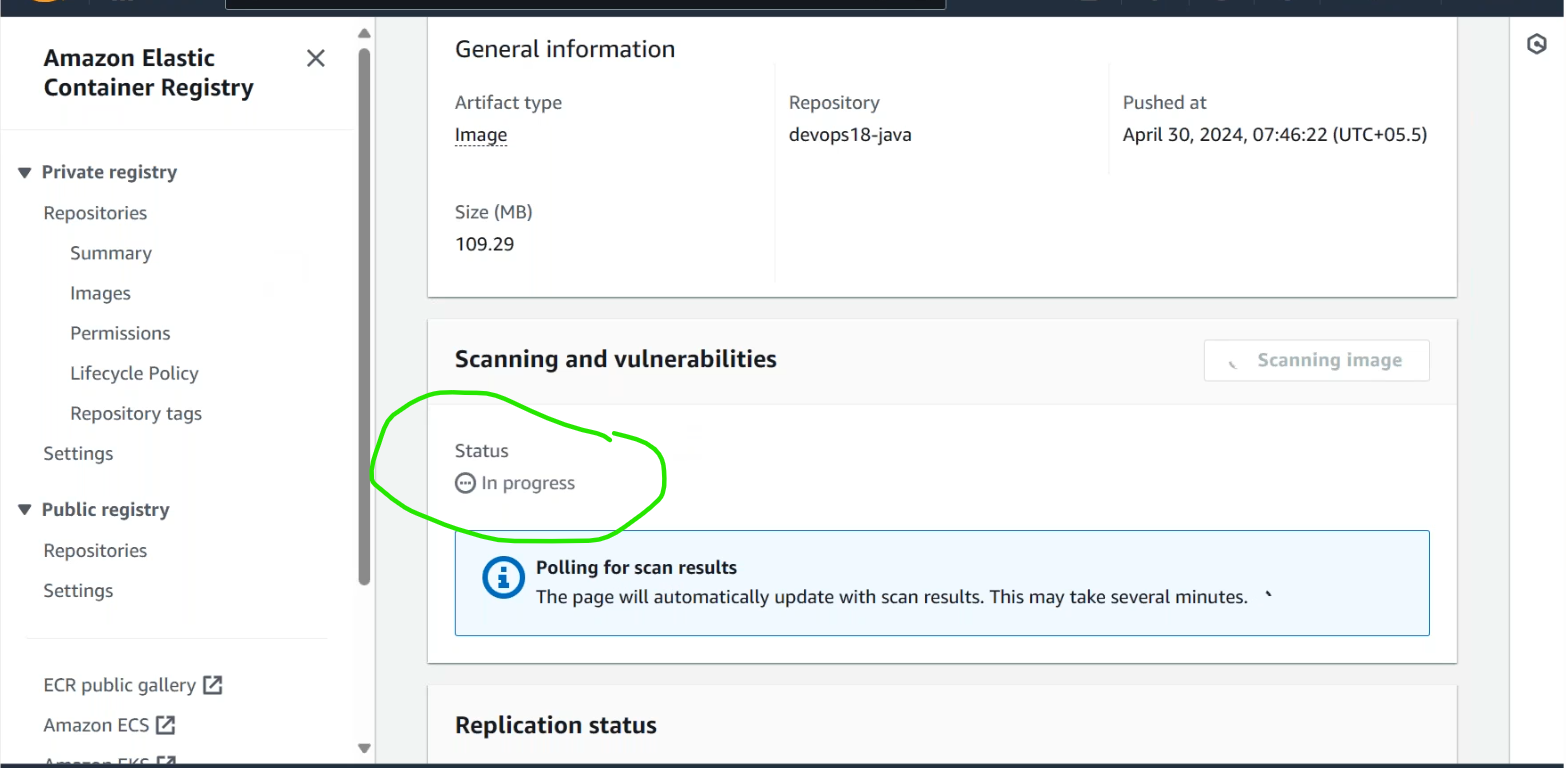 Amazon Elastic
Container Registry
Private registry
Repositories
Summary
Images
Permissions
Lifecycle Policy
Repository tags
Settings
Public registry
Repositories
Settings
ECR public gallery
Amazon ECS
Amazon EKS
General information
Artifact type
Image
Repository
devops18-java
Pushed at
April 30, 2024, 07:46:22 (UTC+05.5)
Size (MB)
109.29
Scanning and vulnerabilities
Scanning image
Status
In progress
Polling for scan results
The page will automatically update with scan results. This may take several minutes.
Replication status